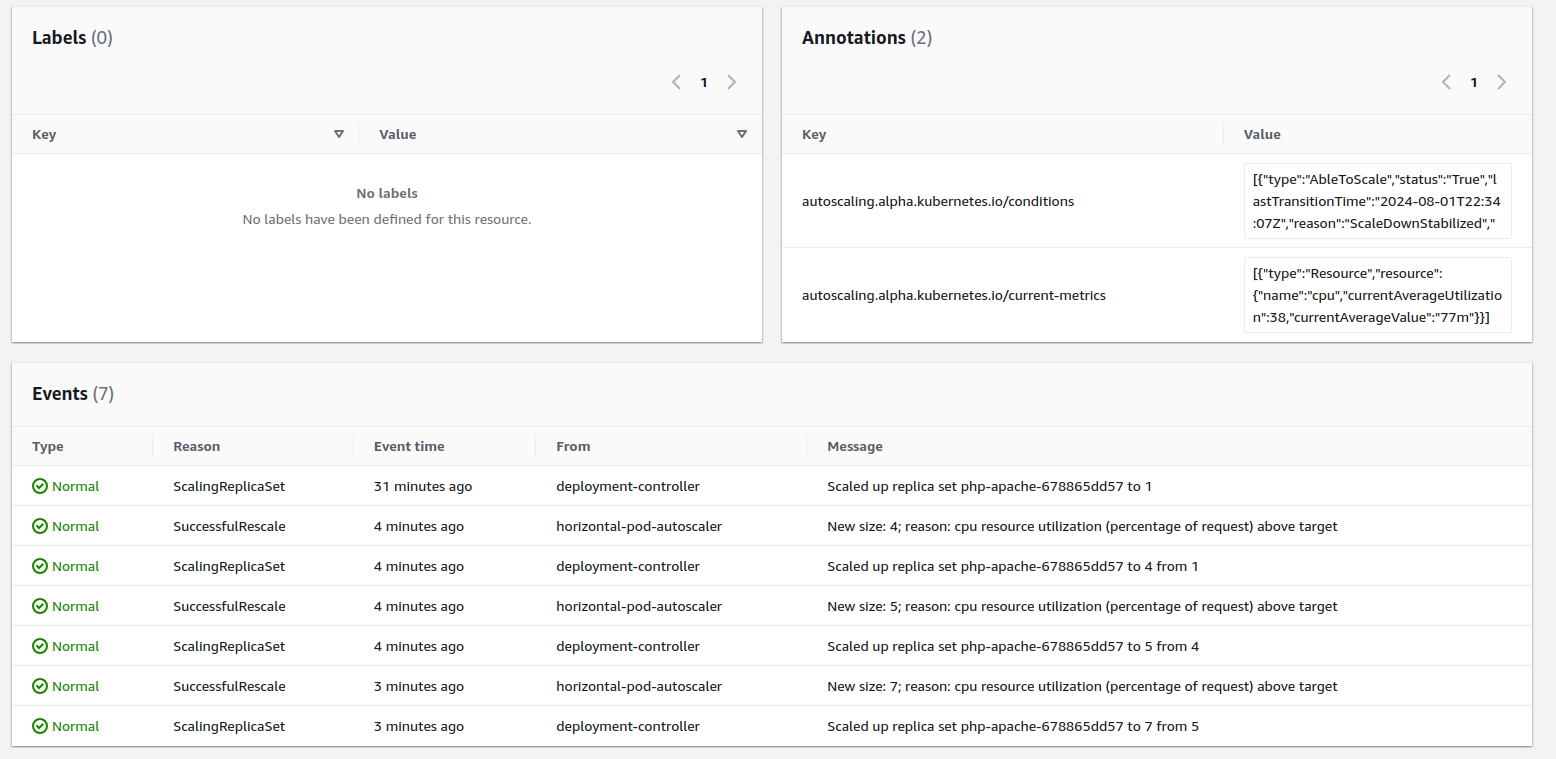 Labels (0)
1
Key Value
No labels
No labels have been defined for this resource.
Annotations (2)
1
Key Value
autoscaling.alpha.kubernetes.io/conditions
[{"type":"AbleToScale","status":"True","l
astTransitionTime":"2024-08-01T22:34
:07Z","reason":"ScaleDownStabilized","
autoscaling.alpha.kubernetes.io/current-metrics
[{"type":"Resource","resource":
{"name":"cpu","currentAverageUtilizatio
n":38,"currentAverageValue":"77m"}}]
Events (7)
Type Reason Event time From Message
Normal ScalingReplicaSet 31 minutes ago deployment-controller Scaled up replica set php-apache-678865dd57 to 1
Normal SuccessfulRescale 4 minutes ago horizontal-pod-autoscaler New size: 4; reason: cpu resource utilization (percentage of request) above target
Normal ScalingReplicaSet 4 minutes ago deployment-controller Scaled up replica set php-apache-678865dd57 to 4 from 1
Normal SuccessfulRescale 4 minutes ago horizontal-pod-autoscaler New size: 5; reason: cpu resource utilization (percentage of request) above target
Normal ScalingReplicaSet 4 minutes ago deployment-controller Scaled up replica set php-apache-678865dd57 to 5 from 4
Normal SuccessfulRescale 3 minutes ago horizontal-pod-autoscaler New size: 7; reason: cpu resource utilization (percentage of request) above target
Normal ScalingReplicaSet 3 minutes ago deployment-controller Scaled up replica set php-apache-678865dd57 to 7 from 5